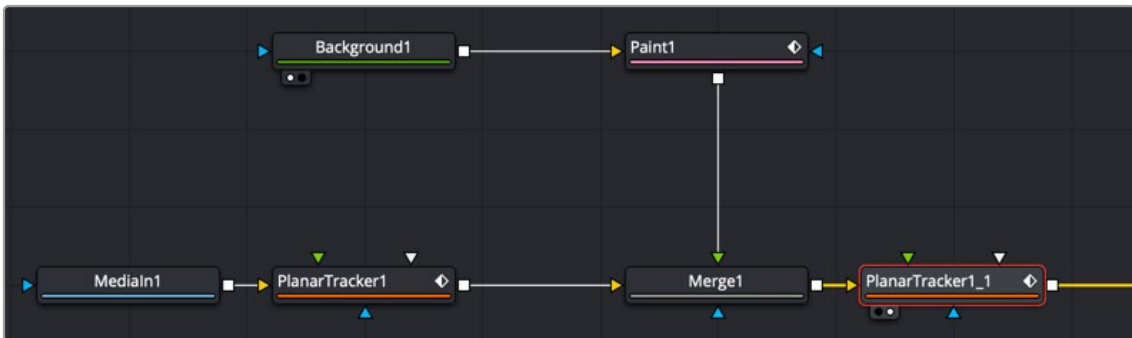 Background1
Paint1
MediaIn1
PlanarTracker1
Merge1
PlanarTracker1_1